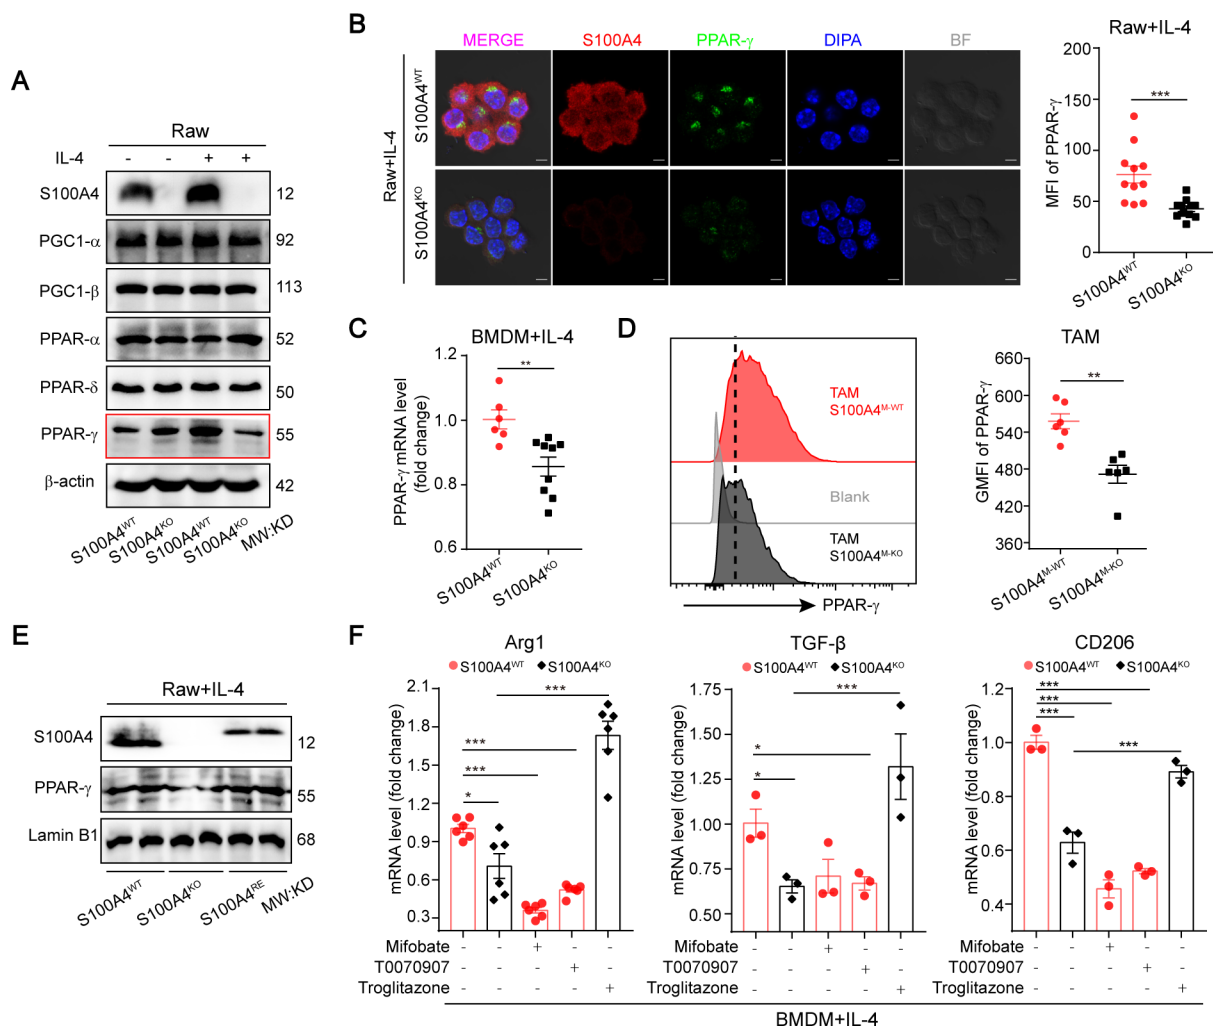 A
Raw
IL-4 - - + +
S100A4 12
PGC1-α 92
PGC1-β 113
PPAR-α 52
PPAR-δ 50
PPAR-γ 55
β-actin 42
S100A4WT S100A4KO S100A4WT S100A4KO MW:KD
B
MERGE S100A4 PPAR-γ DIPA BF
Raw+IL-4
S100A4WT
S100A4KO
Raw+IL-4
MFI of PPAR-γ
200
150
100
50
0
***
S100A4WT S100A4KO
C
BMDM+IL-4
PPAR-γ mRNA level
(fold change)
1.2
1.0
0.8
0.6
**
S100A4WT S100A4KO
D
TAM
S100A4M-WT
Blank
TAM
S100A4M-KO
PPAR-γ
TAM
GMFI of PPAR-γ
660
600
540
480
420
360
**
S100A4M-WT S100A4M-KO
E
Raw+IL-4
S100A4 12
PPAR-γ 55
Lamin B1 68
S100A4WT S100A4KO S100A4RE MW:KD
F
Arg1
S100A4WT S100A4KO
mRNA level (fold change)
2.1
1.8
1.5
1.2
0.9
0.6
0.3
***
***
***
*
Mifobate - - + - -
T0070907 - - - + -
Troglitazone - - - - +
TGF-β
S100A4WT S100A4KO
mRNA level (fold change)
1.75
1.50
1.25
1.00
0.75
0.50
***
*
*
Mifobate - - + - -
T0070907 - - - + -
Troglitazone - - - - +
CD206
S100A4WT S100A4KO
mRNA level (fold change)
1.2
1.0
0.8
0.6
0.4
***
***
***
***
Mifobate - - + - -
T0070907 - - - + -
Troglitazone - - - - +
BMDM+IL-4